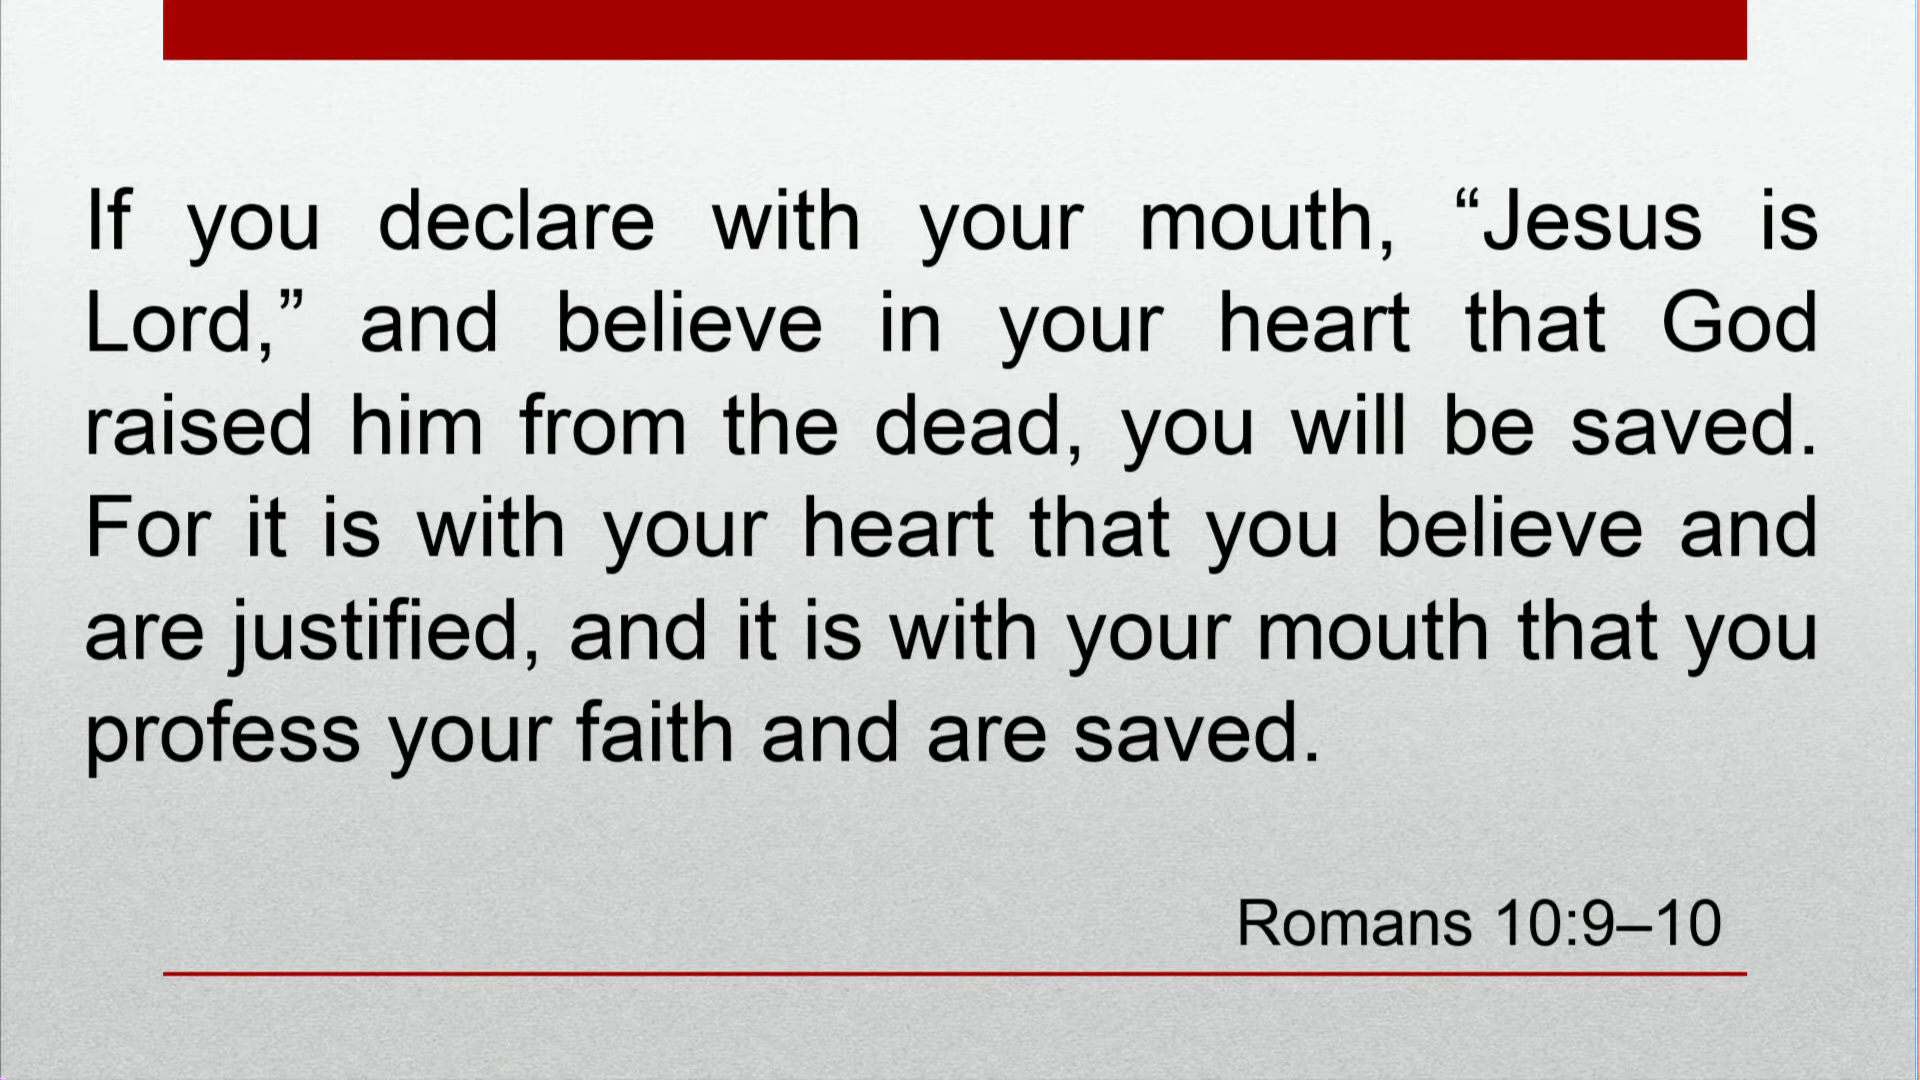 If you declare with your mouth, “Jesus is
Lord,” and believe in your heart that God
raised him from the dead, you will be saved.
For it is with your heart that you believe and
are justified, and it is with your mouth that you
profess your faith and are saved.
Romans 10:9–10